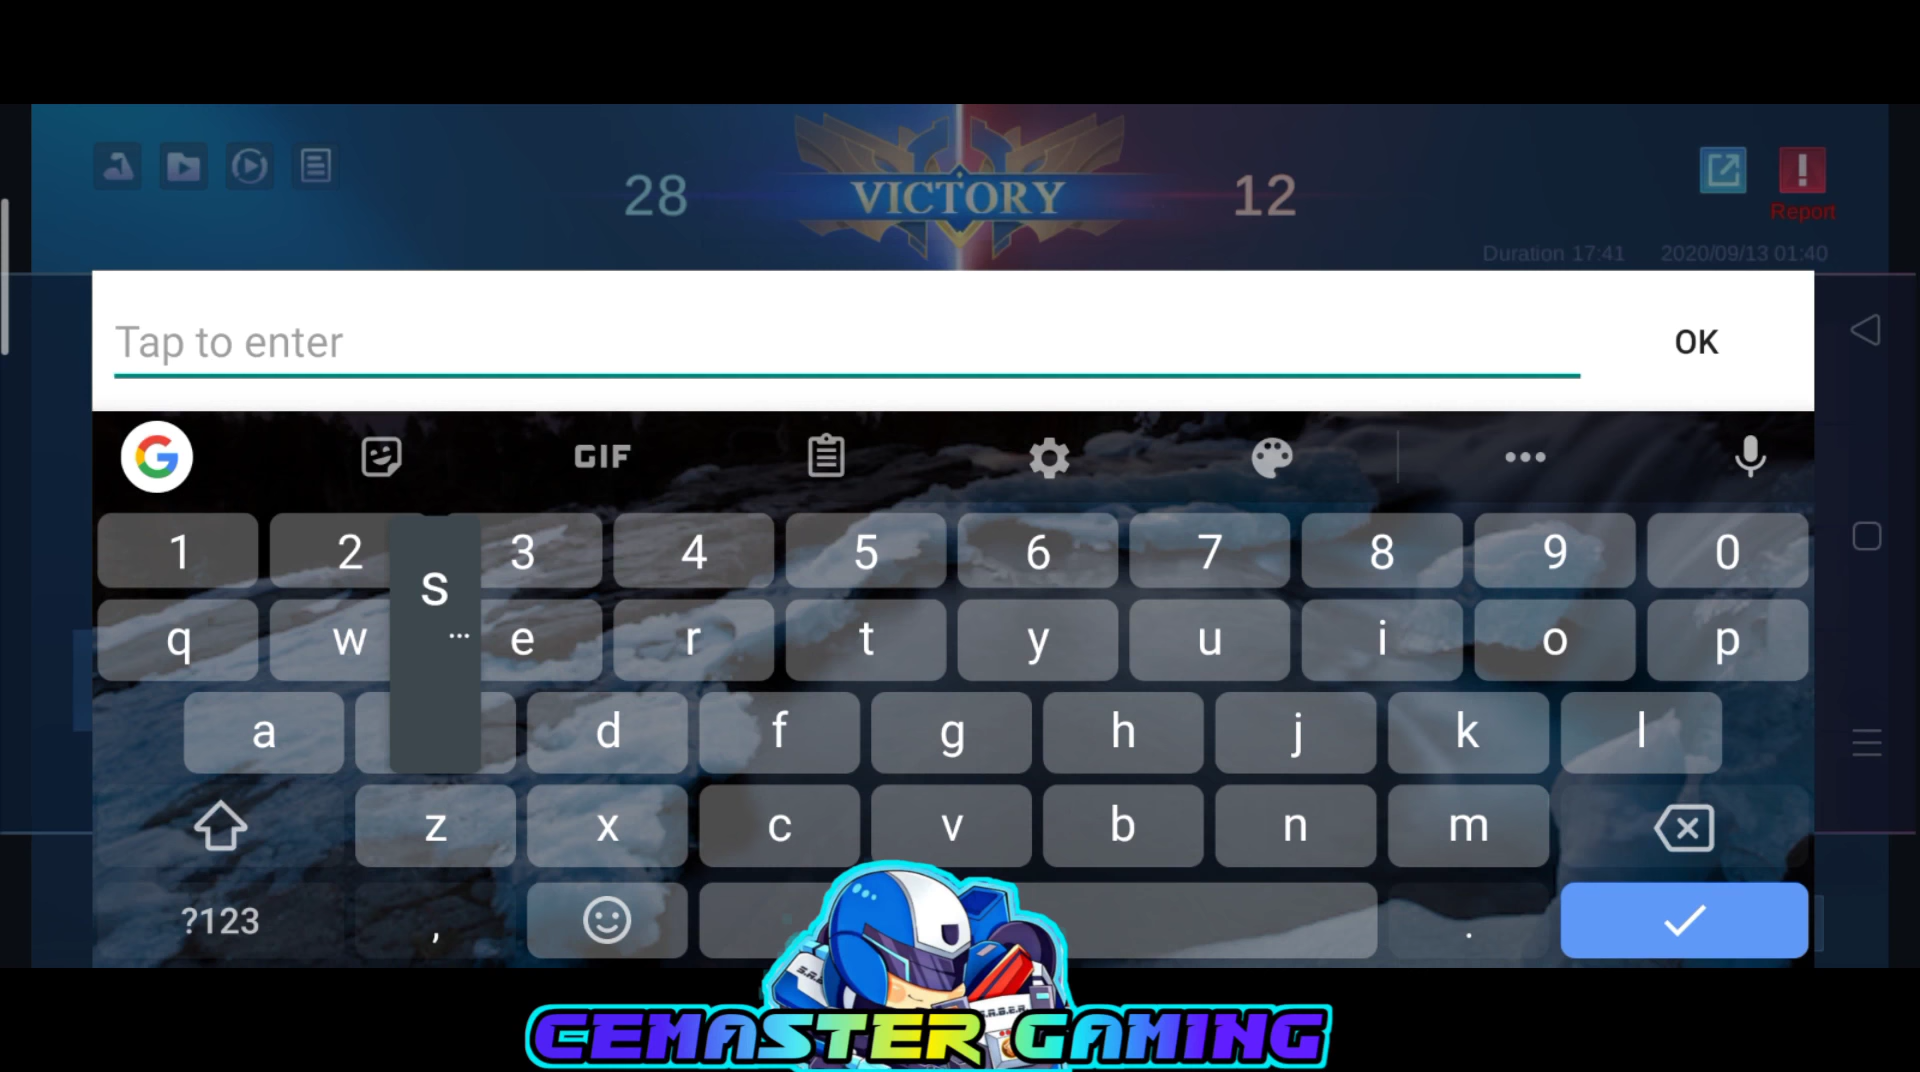 28 VICTORY 12
Report
Duration 17:41 2020/09/13 01:40
Tap to enter OK
G GIF
1 2 3 4 5 6 7 8 9 0
s
q w e r t y u i o p
a d f g h j k l
z x c v b n m
?123 , .
S.A.B.E.R
CEMASTER GAMING